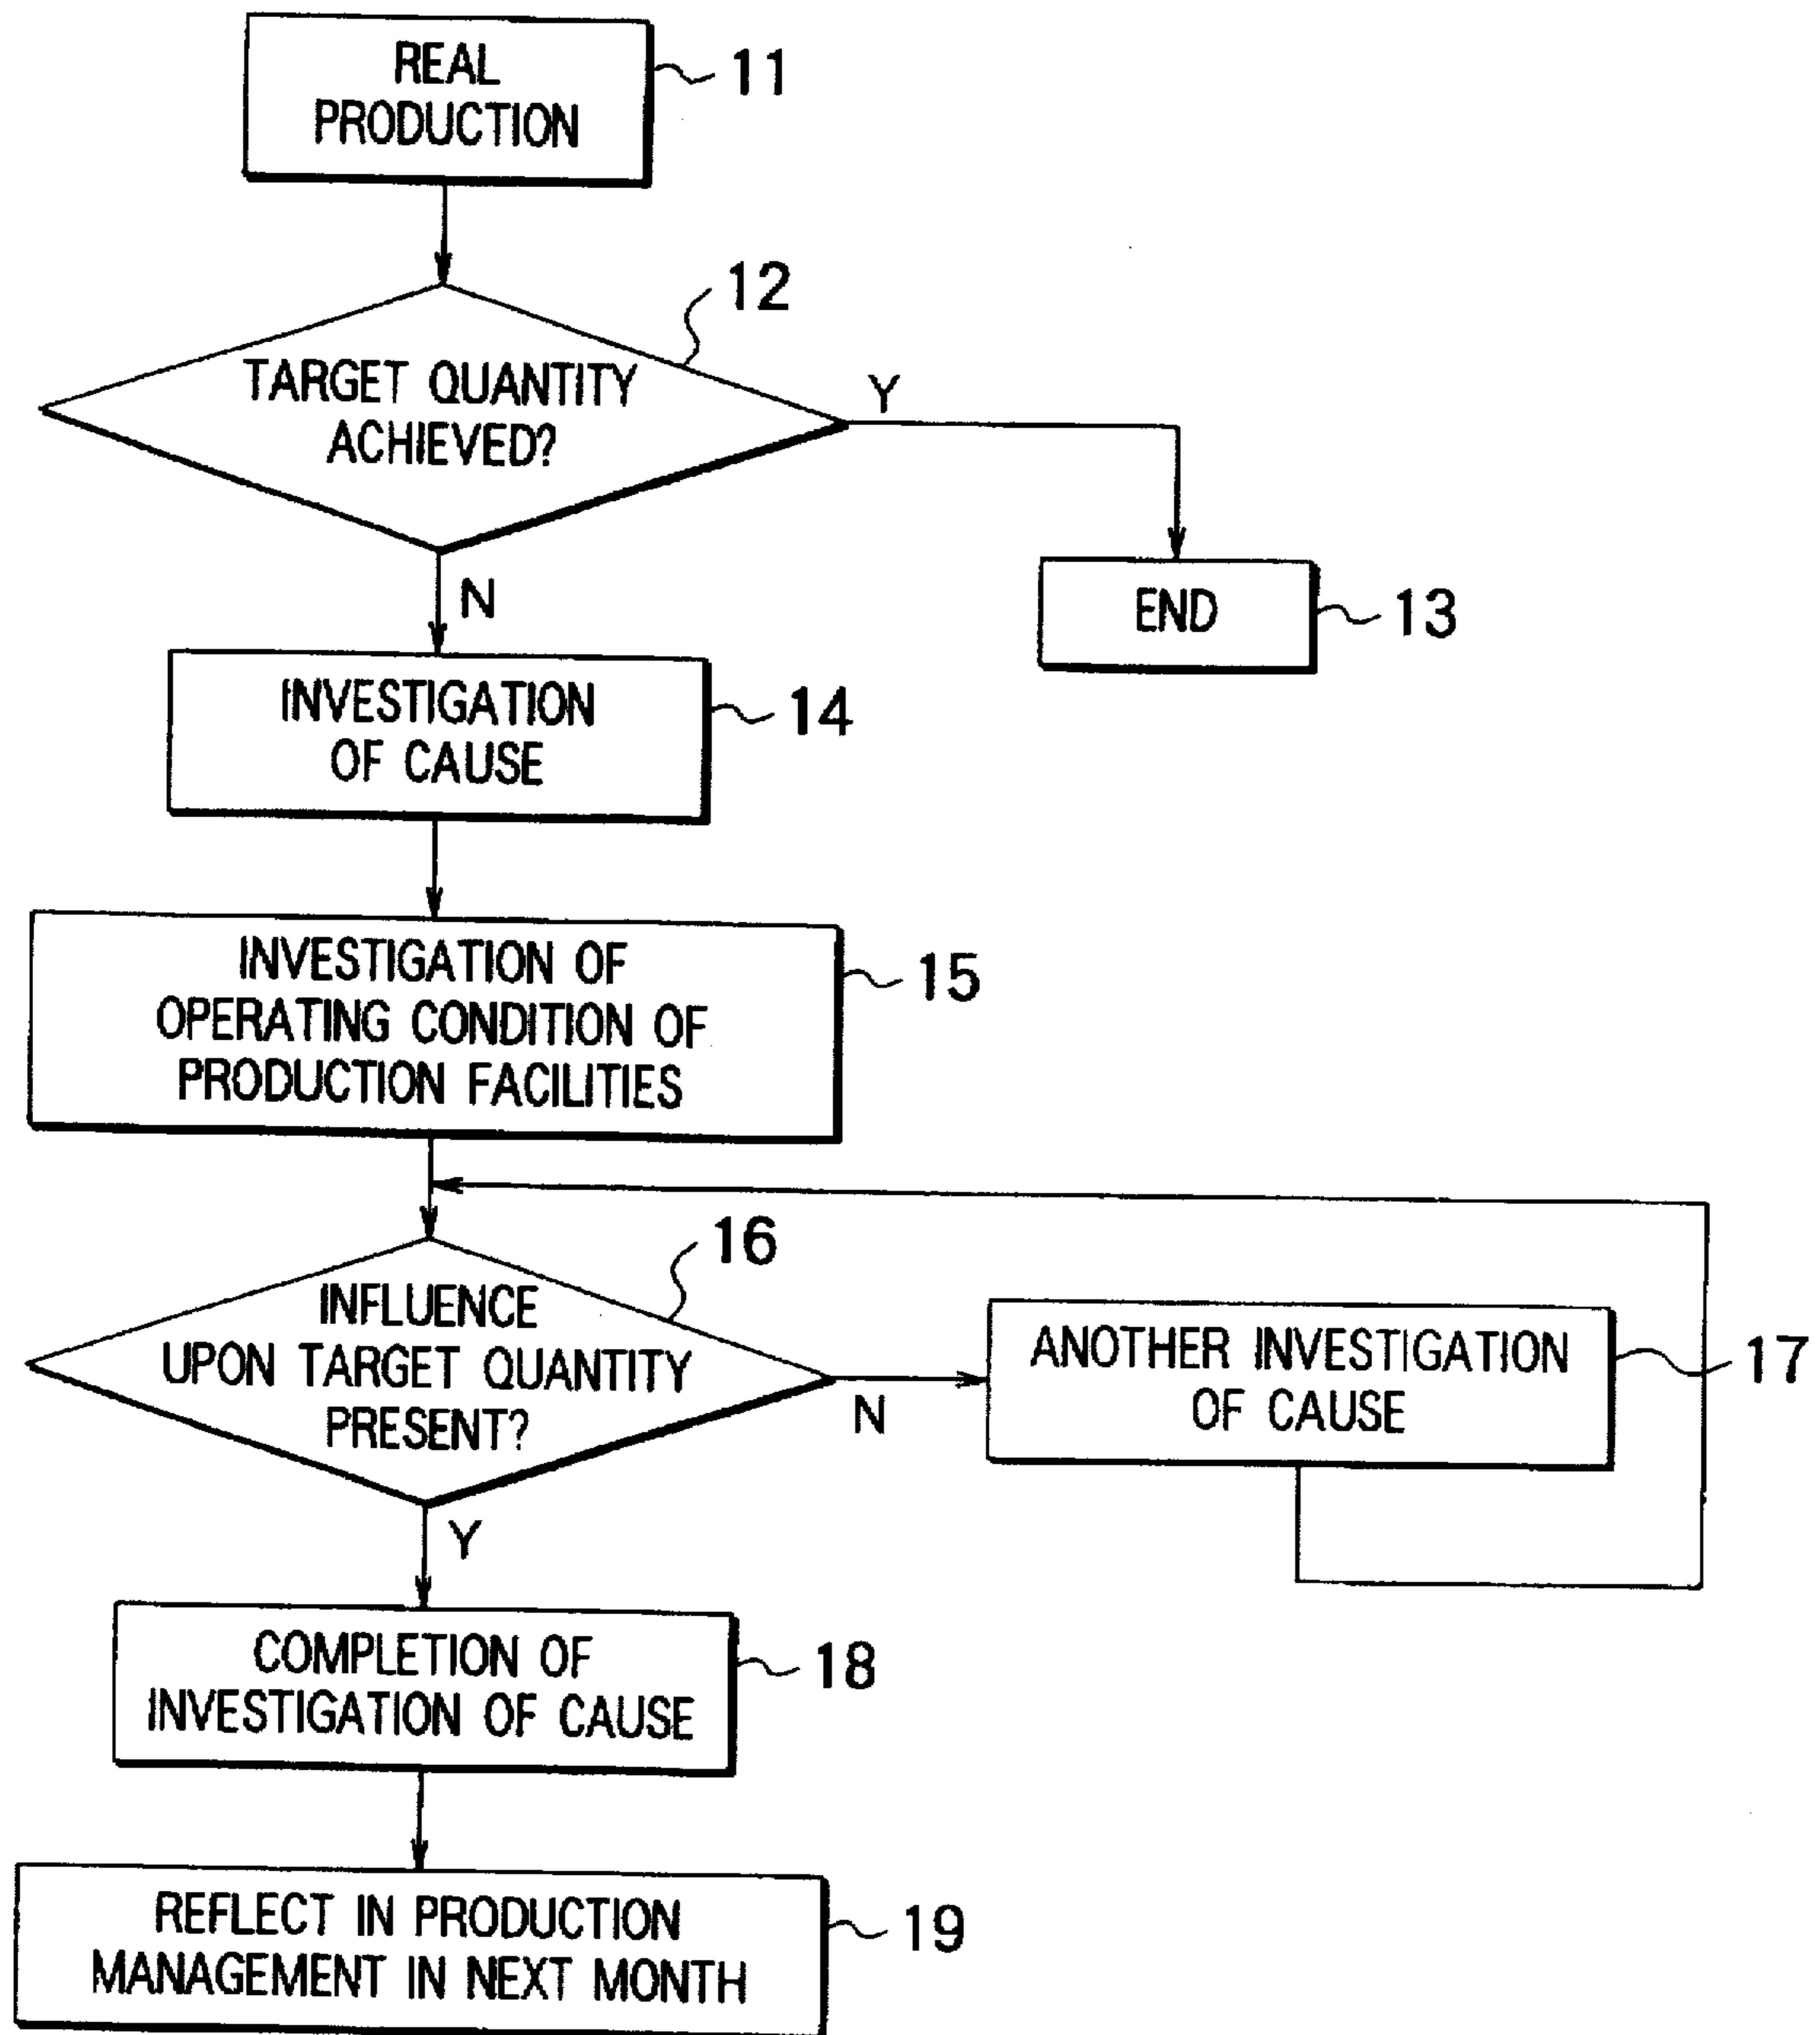 REAL
PRODUCTION
11
12
TARGET QUANTITY
ACHIEVED?
Y
N
END
13
INVESTIGATION
OF CAUSE
14
INVESTIGATION OF
OPERATING CONDITION OF
PRODUCTION FACILITIES
15
16
INFLUENCE
UPON TARGET QUANTITY
PRESENT?
N
Y
ANOTHER INVESTIGATION
OF CAUSE
17
COMPLETION OF
INVESTIGATION OF CAUSE
18
REFLECT IN PRODUCTION
MANAGEMENT IN NEXT MONTH
19